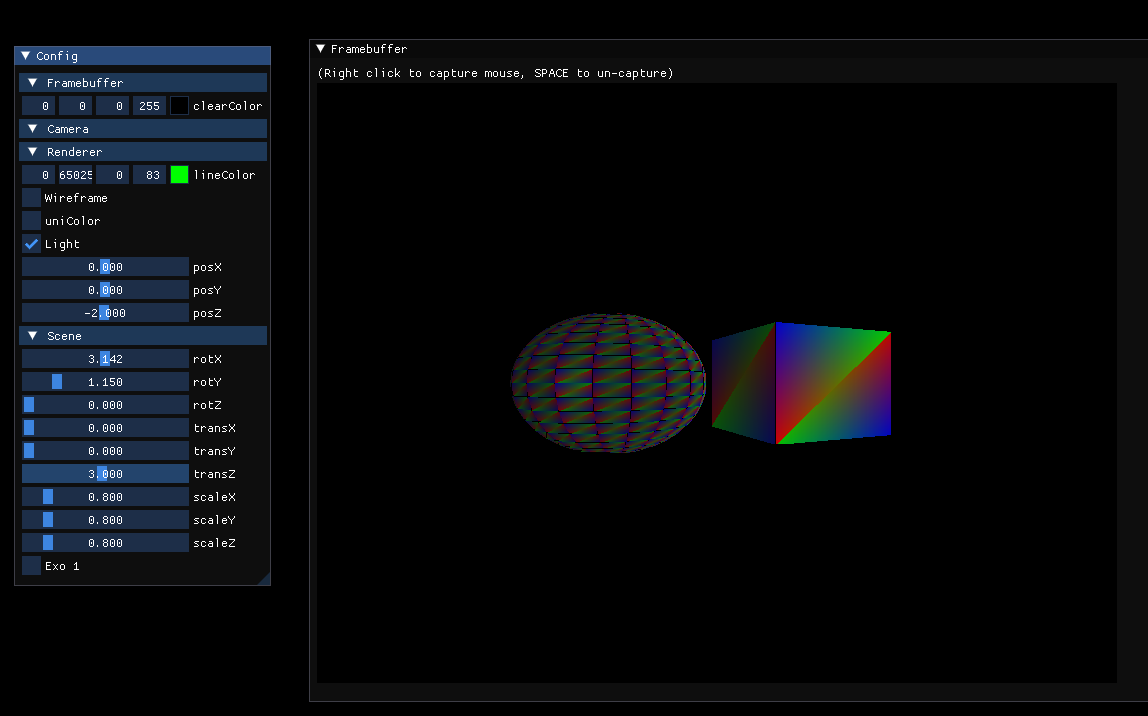 Config
Framebuffer
0 0 0 255 clearColor
Camera
Renderer
0 65025 0 83 lineColor
Wireframe
uniColor
Light
0.000 posX
0.000 posY
-2.000 posZ
Scene
3.142 rotX
1.150 rotY
0.000 rotZ
0.000 transX
0.000 transY
3.000 transZ
0.800 scaleX
0.800 scaleY
0.800 scaleZ
Exo 1
Framebuffer
(Right click to capture mouse, SPACE to un-capture)